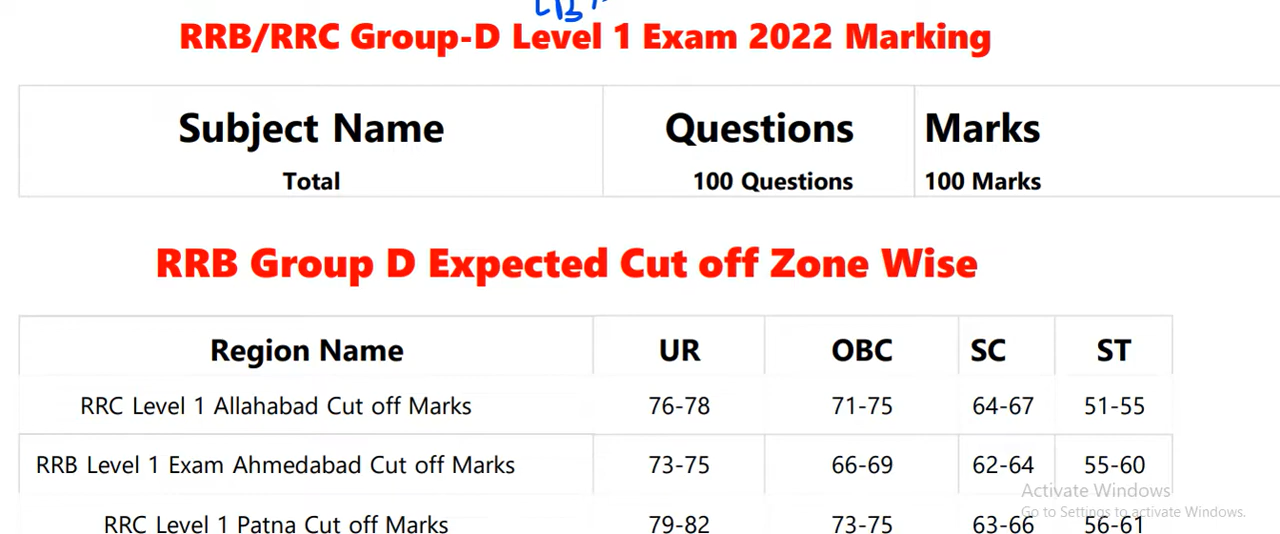 RRB/RRC Group-D Level 1 Exam 2022 Marking
Subject Name Questions Marks
Total 100 Questions 100 Marks
RRB Group D Expected Cut off Zone Wise
Region Name UR OBC SC ST
RRC Level 1 Allahabad Cut off Marks 76-78 71-75 64-67 51-55
RRB Level 1 Exam Ahmedabad Cut off Marks 73-75 66-69 62-64 55-60
Activate Windows
Go to Settings to activate Windows.
RRC Level 1 Patna Cut off Marks 79-82 73-75 63-66 56-61